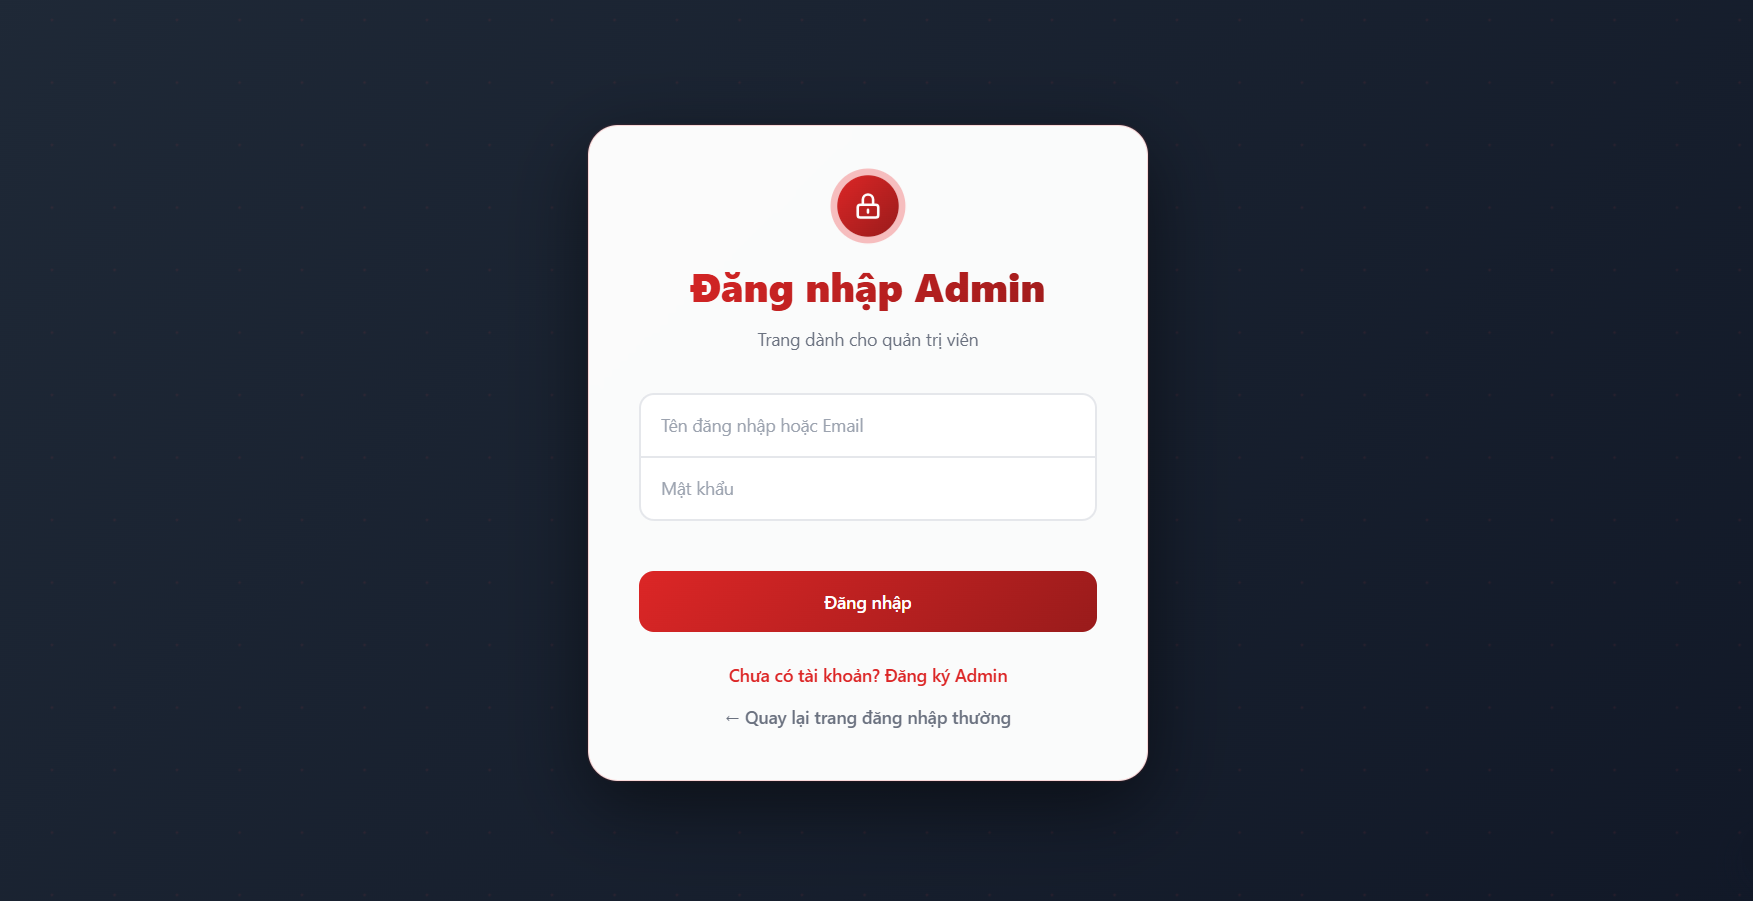 Đăng nhập Admin
Trang dành cho quản trị viên
Tên đăng nhập hoặc Email
Mật khẩu
Đăng nhập
Chưa có tài khoản? Đăng ký Admin
← Quay lại trang đăng nhập thường